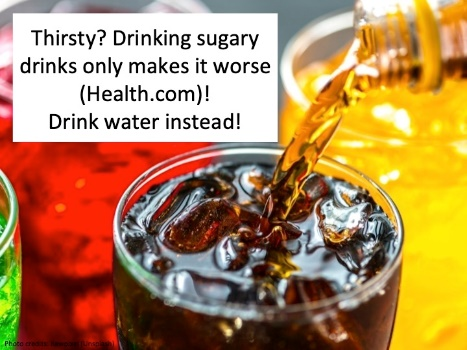 Thirsty? Drinking sugary
drinks only makes it worse
(Health.com)!
Drink water instead!